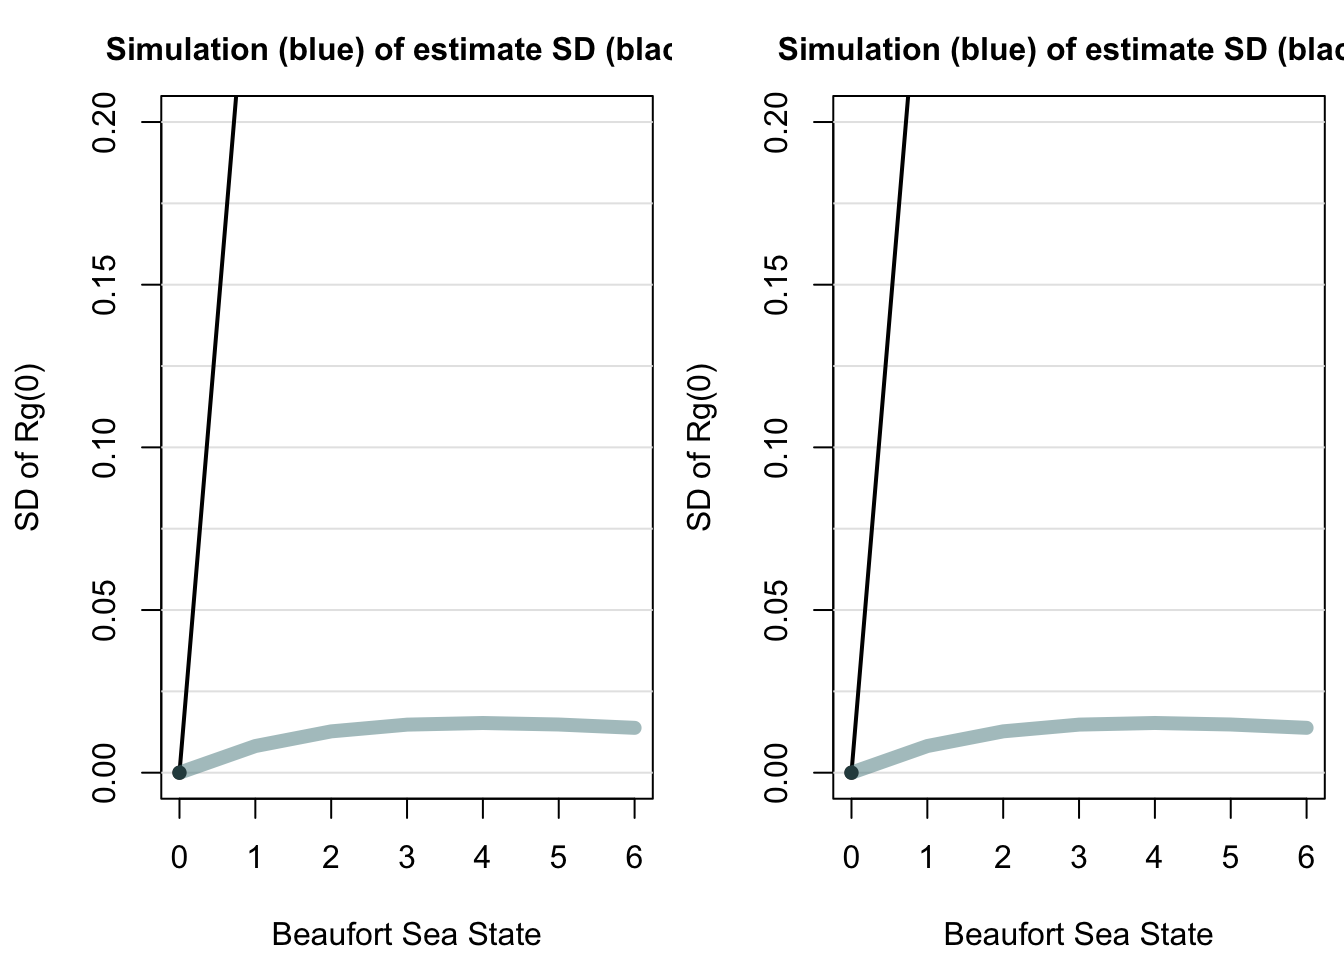 Simulation (blue) of estimate SD (blac
SD of Rg(0)
0.20
0.15
0.10
0.05
0.00
0 1 2 3 4 5 6
Beaufort Sea State
Simulation (blue) of estimate SD (blac
SD of Rg(0)
0.20
0.15
0.10
0.05
0.00
0 1 2 3 4 5 6
Beaufort Sea State